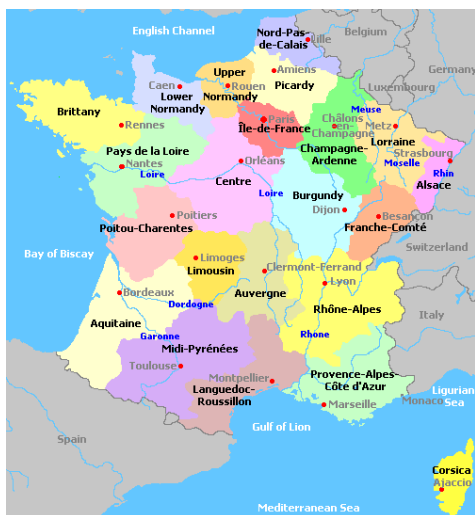 English Channel
Nord-Pas-
de-Calais
Lille
Belgium
Germany
Amiens
Upper
Normandy
Picardy
Luxembourg
Caen
Rouen
Lower
Normandy
Meuse
Brittany
Paris
Île-de-France
Châlons
en-
Champagne
Metz
Lorraine
Rennes
Champagne-
Ardenne
Strasbourg
Pays de la Loire
Nantes
Orléans
Moselle
Loire
Rhin
Centre
Loire
Burgundy
Alsace
Dijon
Poitiers
Besançon
Poitou-Charentes
Franche-Comté
Switzerland
Bay of Biscay
Limoges
Limousin
Clermont-Ferrand
Lyon
Bordeaux
Auvergne
Dordogne
Rhône-Alpes
Italy
Aquitaine
Garonne
Rhone
Midi-Pyrénées
Toulouse
Montpellier
Provence-Alpes-
Côte d'Azur
Languedoc-
Roussillon
Marseille
Monaco
Ligurian
Sea
Gulf of Lion
Spain
Corsica
Ajaccio
Mediterranean Sea